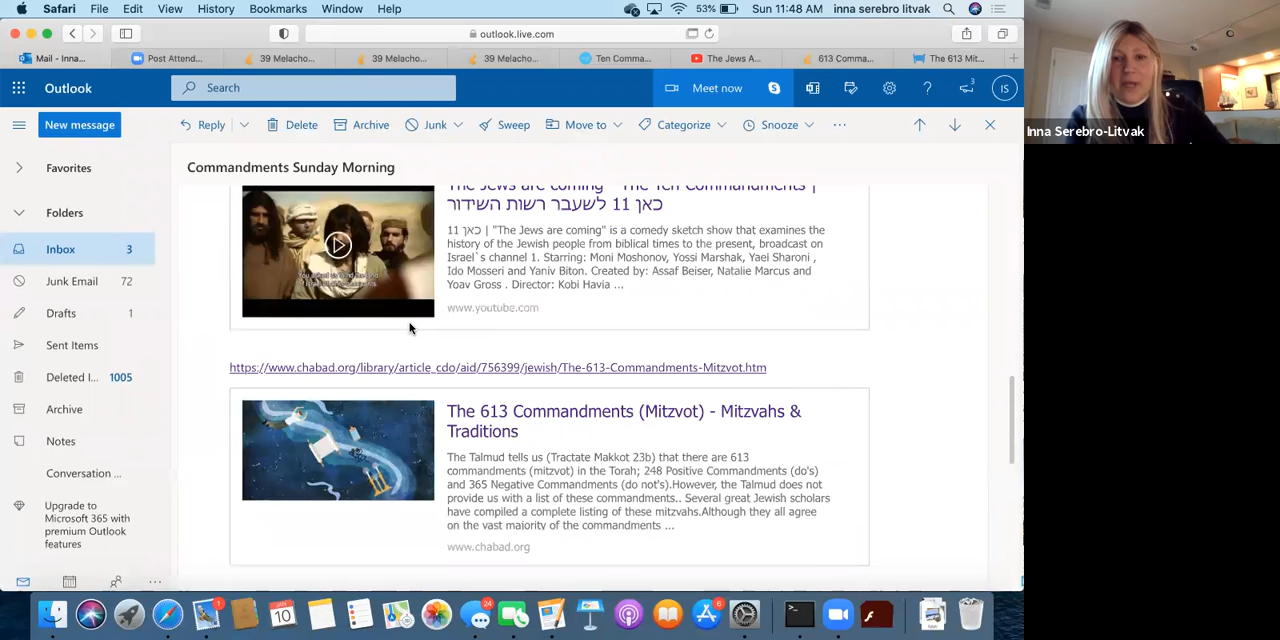 Safari File Edit View History Bookmarks Window Help 53% Sun 11:48 AM inna serebro litvak
outlook.live.com
Mail - Inna... Post Attend... 39 Melacho... 39 Melacho... 39 Melacho... Ten Comma... The Jews A... 613 Comma... The 613 Mit...
Outlook Search Meet now 3 IS
New message Reply Delete Archive Junk Sweep Move to Categorize Snooze
Favorites
Folders
Inbox 3
Junk Email 72
Drafts 1
Sent Items
Deleted I... 1005
Archive
Notes
Conversation ...
Upgrade to
Microsoft 365 with
premium Outlook
features
Commandments Sunday Morning
The Jews are coming - The Ten Commandments |
כאן 11 לשעבר רשות השידור
כאן 11 | "The Jews are coming" is a comedy sketch show that examines the
history of the Jewish people from biblical times to the present, broadcast on
Israel`s channel 1. Starring: Moni Moshonov, Yossi Marshak, Yael Sharoni ,
Ido Mosseri and Yaniv Biton. Created by: Assaf Beiser, Natalie Marcus and
Yoav Gross . Director: Kobi Havia ...
www.youtube.com
https://www.chabad.org/library/article_cdo/aid/756399/jewish/The-613-Commandments-Mitzvot.htm
The 613 Commandments (Mitzvot) - Mitzvahs &
Traditions
The Talmud tells us (Tractate Makkot 23b) that there are 613
commandments (mitzvot) in the Torah; 248 Positive Commandments (do's)
and 365 Negative Commandments (do not's).However, the Talmud does not
provide us with a list of these commandments.. Several great Jewish scholars
have compiled a complete listing of these mitzvahs.Although they all agree
on the vast majority of the commandments ...
www.chabad.org
Inna Serebro-Litvak
1 JAN 10 24 6